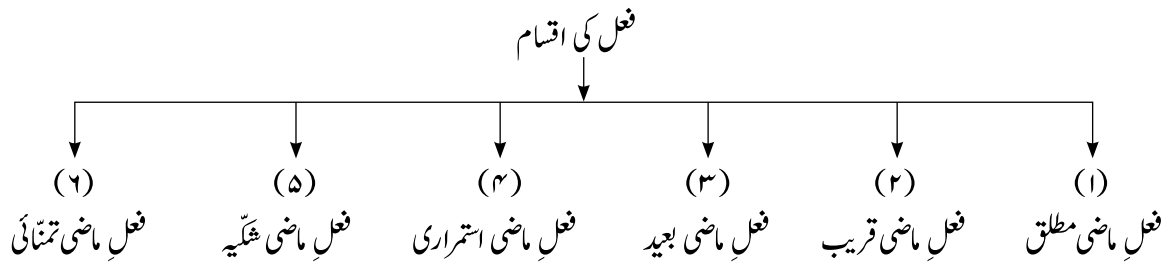 فعل کی اقسام
(۱) (۲) (۳) (۴) (۵) (۶)
فعلِ ماضی مطلق فعلِ ماضی قریب فعلِ ماضی بعید فعلِ ماضی استمراری فعلِ ماضی شکّیہ فعلِ ماضی تمنّائی